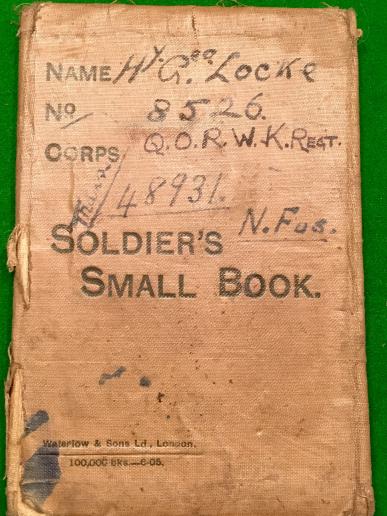 NAME Hy. Geo. LOCKE
No 8526.
CORPS Q.O.R.W.K. REGT.
48931.
N. Fus.
SOLDIER'S
SMALL BOOK.
Waterlow & Sons Ld, London.
100,000 Bks.—6-05.